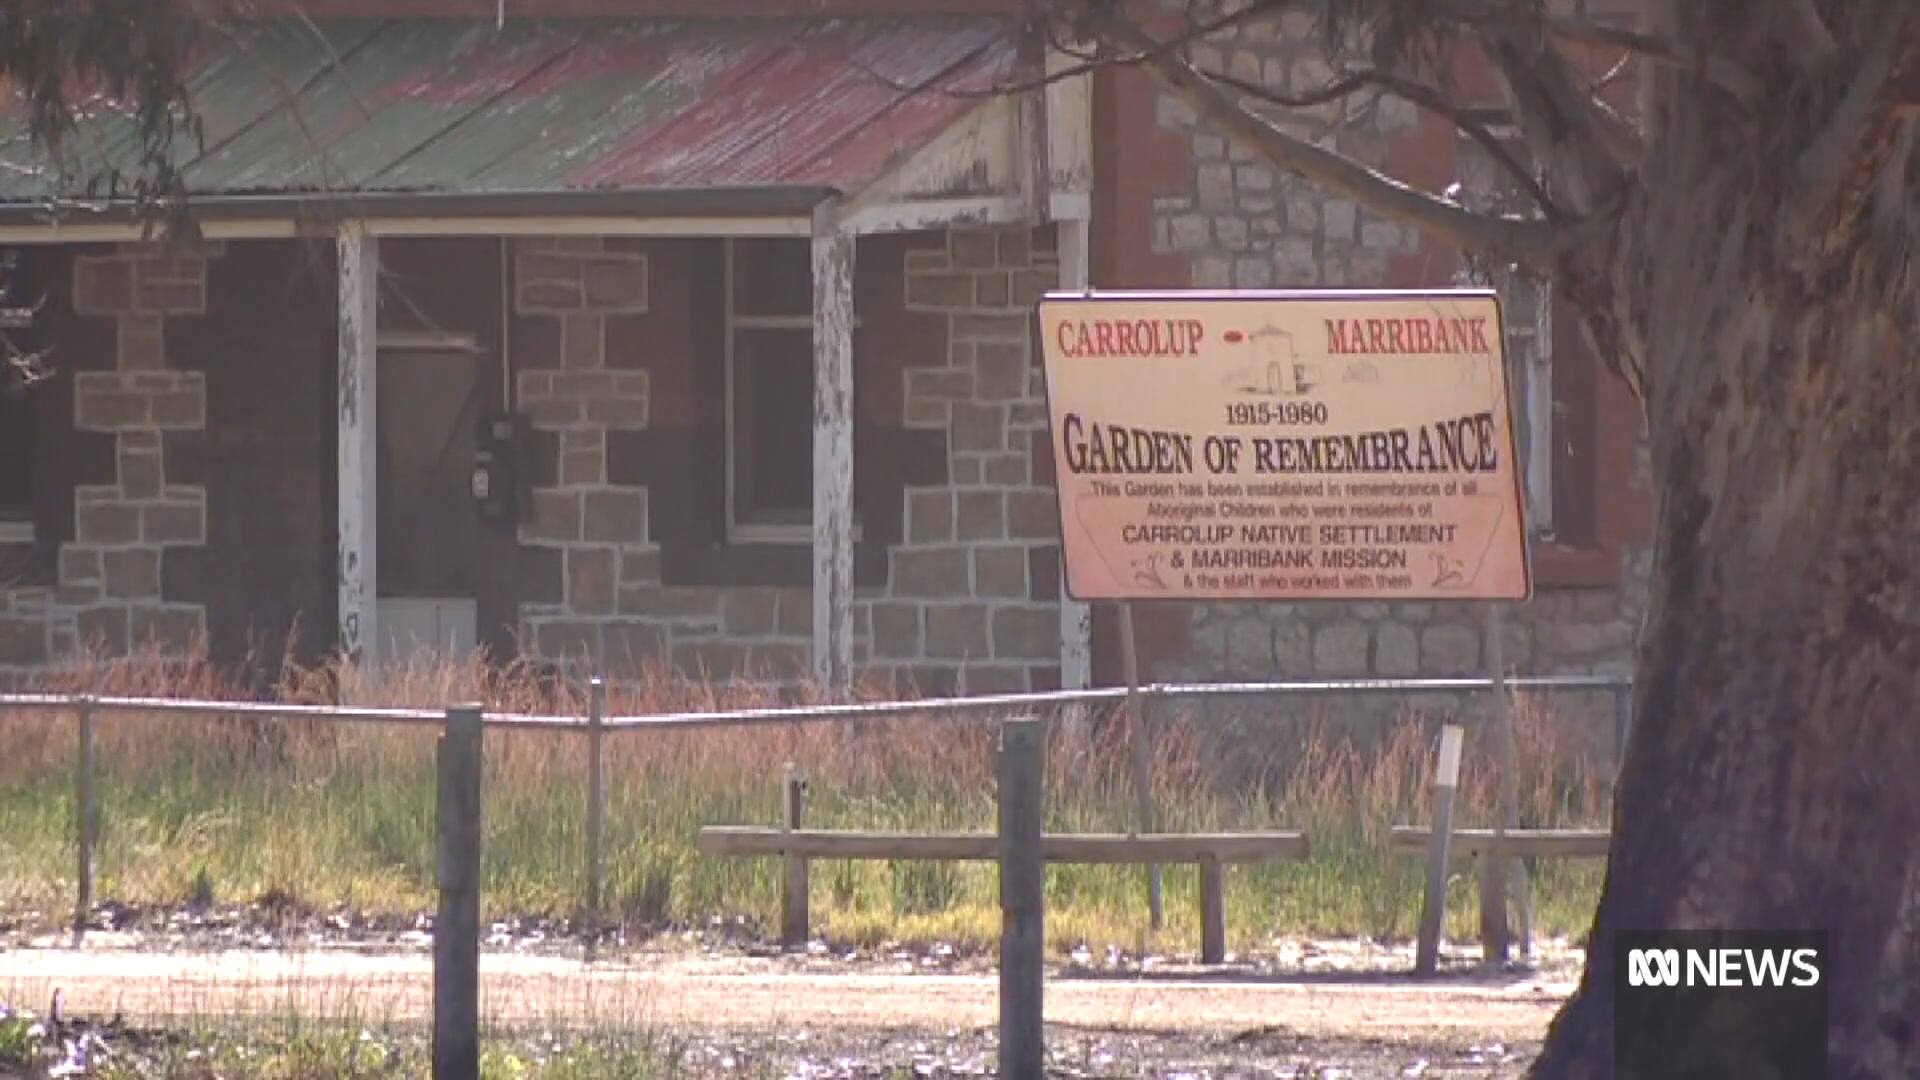 CARROLUP - MARRIBANK
1915-1980
GARDEN OF REMEMBRANCE
This Garden has been established in remembrance of all
Aboriginal Children who were residents of
CARROLUP NATIVE SETTLEMENT
& MARRIBANK MISSION
& the staff who worked with them
NEWS